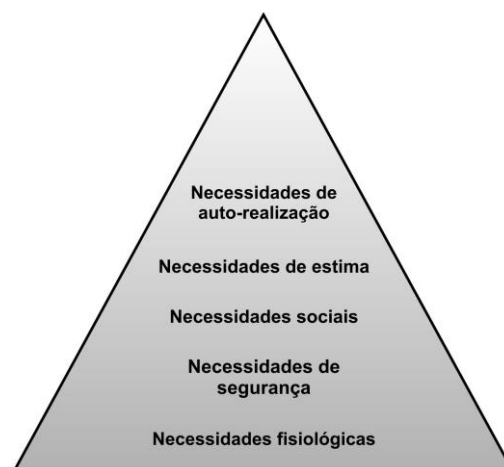 Necessidades de
auto-realização
Necessidades de estima
Necessidades sociais
Necessidades de
segurança
Necessidades fisiológicas